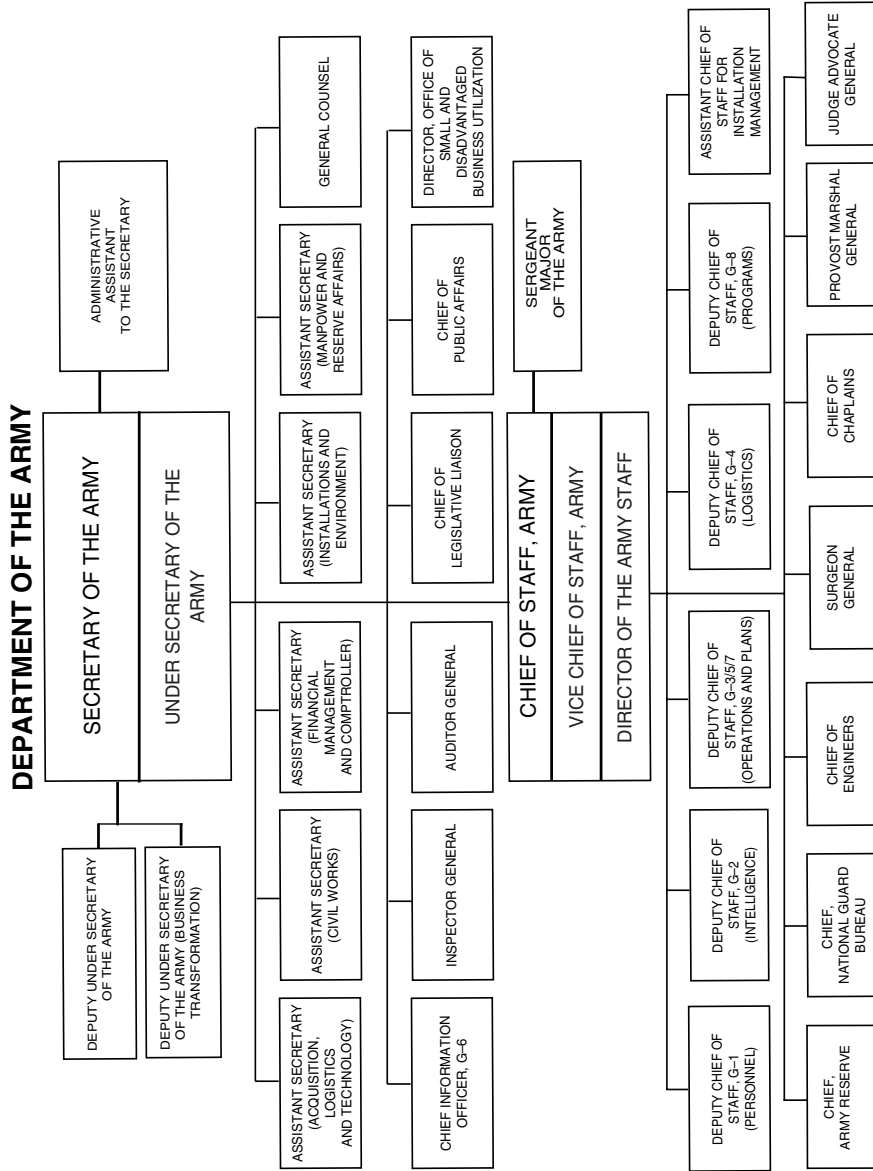 DEPARTMENT OF THE ARMY
SECRETARY OF THE ARMY
UNDER SECRETARY OF THE
ARMY
ADMINISTRATIVE
ASSISTANT
TO THE SECRETARY
DEPUTY UNDER SECRETARY
OF THE ARMY
DEPUTY UNDER SECRETARY
OF THE ARMY (BUSINESS
TRANSFORMATION)
ASSISTANT SECRETARY
(ACQUISITION,
LOGISTICS
AND TECHNOLOGY)
ASSISTANT SECRETARY
(CIVIL WORKS)
ASSISTANT SECRETARY
(FINANCIAL
MANAGEMENT
AND COMPTROLLER)
ASSISTANT SECRETARY
(INSTALLATIONS AND
ENVIRONMENT)
ASSISTANT SECRETARY
(MANPOWER AND
RESERVE AFFAIRS)
GENERAL COUNSEL
CHIEF INFORMATION
OFFICER, G–6
INSPECTOR GENERAL
AUDITOR GENERAL
CHIEF OF
LEGISLATIVE LIAISON
CHIEF OF
PUBLIC AFFAIRS
DIRECTOR, OFFICE OF
SMALL AND
DISADVANTAGED
BUSINESS UTILIZATION
CHIEF OF STAFF, ARMY
VICE CHIEF OF STAFF, ARMY
DIRECTOR OF THE ARMY STAFF
SERGEANT
MAJOR
OF THE ARMY
DEPUTY CHIEF OF
STAFF, G–1
(PERSONNEL)
DEPUTY CHIEF OF
STAFF, G–2
(INTELLIGENCE)
DEPUTY CHIEF OF
STAFF, G–3/5/7
(OPERATIONS AND PLANS)
DEPUTY CHIEF OF
STAFF, G–4
(LOGISTICS)
DEPUTY CHIEF OF
STAFF, G–8
(PROGRAMS)
ASSISTANT CHIEF OF
STAFF FOR
INSTALLATION
MANAGEMENT
CHIEF,
ARMY RESERVE
CHIEF,
NATIONAL GUARD
BUREAU
CHIEF OF
ENGINEERS
SURGEON
GENERAL
CHIEF OF
CHAPLAINS
PROVOST MARSHAL
GENERAL
JUDGE ADVOCATE
GENERAL